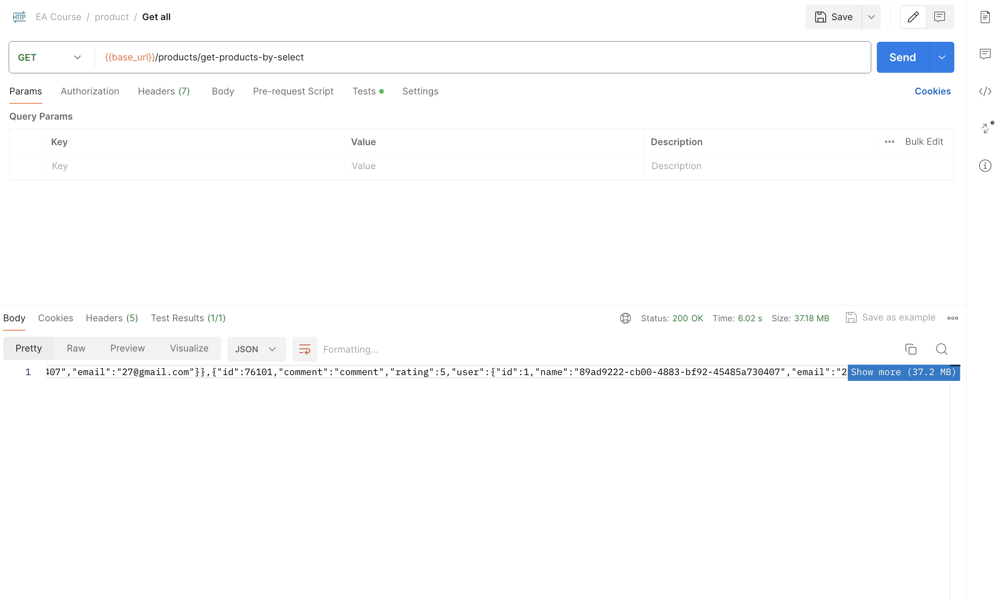 HTTP EA Course / product / Get all Save
GET {{base_url}}/products/get-products-by-select Send
Params Authorization Headers (7) Body Pre-request Script Tests Settings Cookies
Query Params
Key Value Description Bulk Edit
Key Value Description
Body Cookies Headers (5) Test Results (1/1) Status: 200 OK Time: 6.02 s Size: 37.18 MB Save as example
Pretty Raw Preview Visualize JSON Formatting...
1 407","email":"27@gmail.com"}},{"id":76101,"comment":"comment","rating":5,"user":{"id":1,"name":"89ad9222-cb00-4883-bf92-45485a730407","email":"2 Show more (37.2 MB)